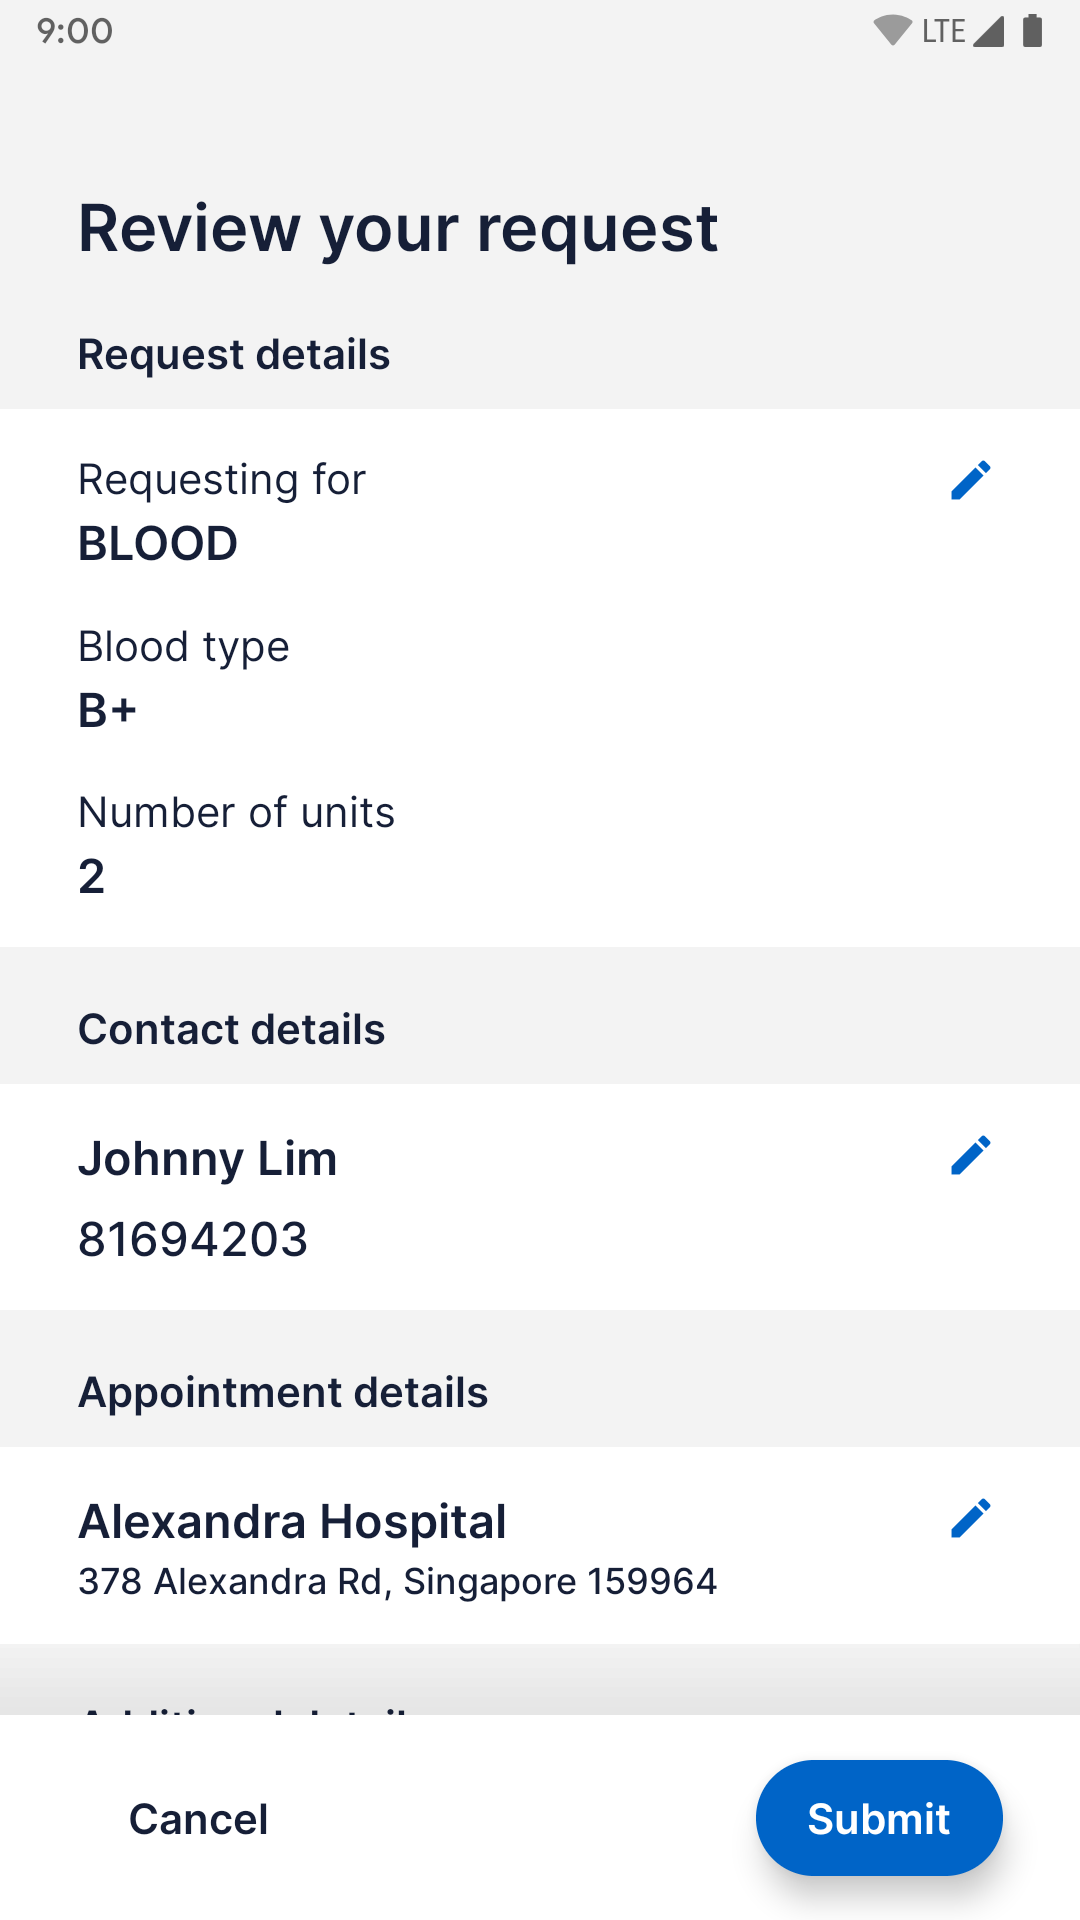 9:00
LTE
Review your request
Request details
Requesting for
BLOOD
Blood type
B+
Number of units
2
Contact details
Johnny Lim
81694203
Appointment details
Alexandra Hospital
378 Alexandra Rd, Singapore 159964
Cancel
Submit